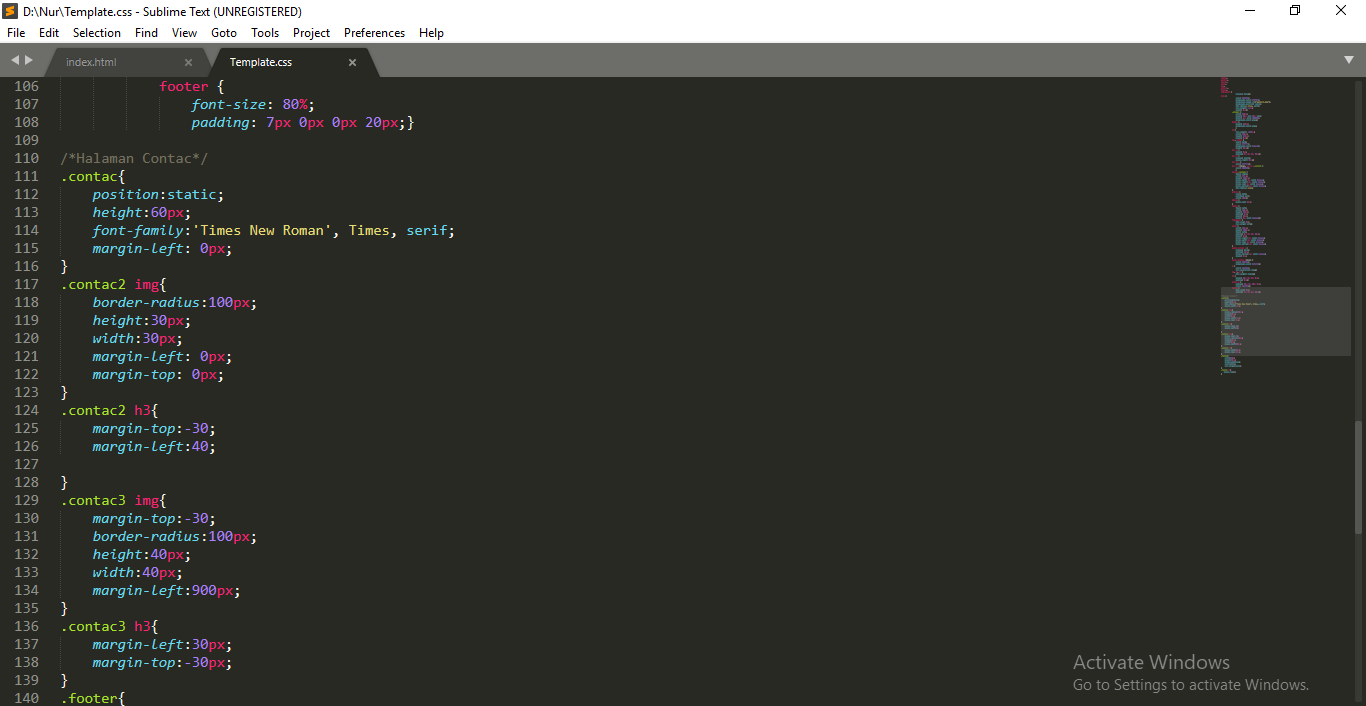 D:\Nur\Template.css - Sublime Text (UNREGISTERED)
File Edit Selection Find View Goto Tools Project Preferences Help
index.html Template.css
106 footer {
107 font-size: 80%;
108 padding: 7px 0px 0px 20px;}
109
110 /*Halaman Contac*/
111 .contac{
112 position:static;
113 height:60px;
114 font-family:'Times New Roman', Times, serif;
115 margin-left: 0px;
116 }
117 .contac2 img{
118 border-radius:100px;
119 height:30px;
120 width:30px;
121 margin-left: 0px;
122 margin-top: 0px;
123 }
124 .contac2 h3{
125 margin-top:-30;
126 margin-left:40;
127
128 }
129 .contac3 img{
130 margin-top:-30;
131 border-radius:100px;
132 height:40px;
133 width:40px;
134 margin-left:900px;
135 }
136 .contac3 h3{
137 margin-left:30px;
138 margin-top:-30px;
139 }
140 .footer{
Activate Windows
Go to Settings to activate Windows.